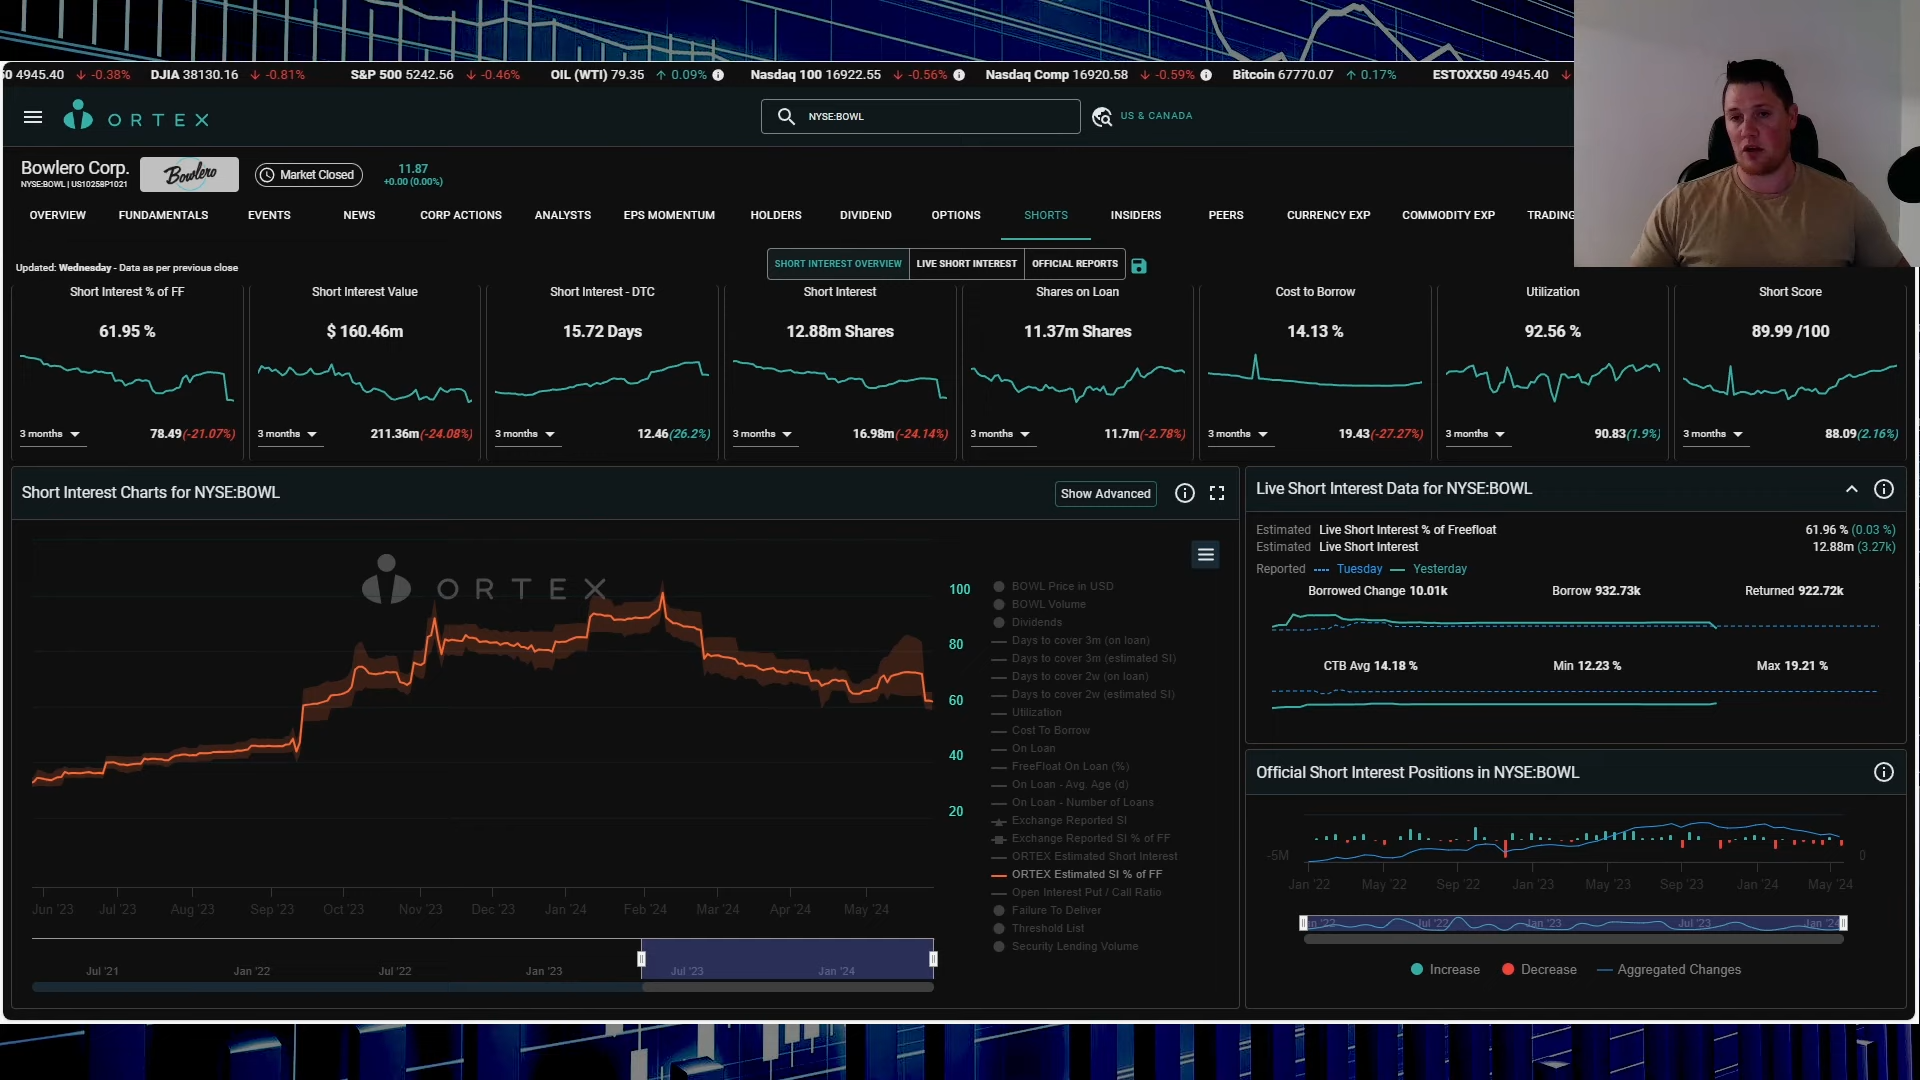 50 4945.40 ↓ -0.38% DJIA 38130.16 ↓ -0.81% S&P 500 5242.56 ↓ -0.46% OIL (WTI) 79.35 ↑ 0.09% Nasdaq 100 16922.55 ↓ -0.56% Nasdaq Comp 16920.58 ↓ -0.59% Bitcoin 67770.07 ↑ 0.17% ESTOXX50 4945.40 ↓
ORTEX NYSE:BOWL US & CANADA
Bowlero Corp. Bowlero Market Closed 11.87
NYSE:BOWL | US10258P1021 +0.00 (0.00%)
OVERVIEW FUNDAMENTALS EVENTS NEWS CORP ACTIONS ANALYSTS EPS MOMENTUM HOLDERS DIVIDEND OPTIONS SHORTS INSIDERS PEERS CURRENCY EXP COMMODITY EXP TRADING
Updated: Wednesday - Data as per previous close SHORT INTEREST OVERVIEW LIVE SHORT INTEREST OFFICIAL REPORTS
Short Interest % of FF Short Interest Value Short Interest - DTC Short Interest Shares on Loan Cost to Borrow Utilization Short Score
61.95 % $ 160.46m 15.72 Days 12.88m Shares 11.37m Shares 14.13 % 92.56 % 89.99 /100
3 months 78.49(-21.07%) 3 months 211.36m(-24.08%) 3 months 12.46(26.2%) 3 months 16.98m(-24.14%) 3 months 11.7m(-2.78%) 3 months 19.43(-27.27%) 3 months 90.83(1.9%) 3 months 88.09(2.16%)
Short Interest Charts for NYSE:BOWL Show Advanced
ORTEX
100
80
60
40
20
BOWL Price in USD
BOWL Volume
Dividends
Days to cover 3m (on loan)
Days to cover 3m (estimated SI)
Days to cover 2w (on loan)
Days to cover 2w (estimated SI)
Utilization
Cost To Borrow
On Loan
FreeFloat On Loan (%)
On Loan - Avg. Age (d)
On Loan - Number of Loans
Exchange Reported SI
Exchange Reported SI % of FF
ORTEX Estimated Short Interest
ORTEX Estimated SI % of FF
Open Interest Put / Call Ratio
Failure To Deliver
Threshold List
Security Lending Volume
Jun '23 Jul '23 Aug '23 Sep '23 Oct '23 Nov '23 Dec '23 Jan '24 Feb '24 Mar '24 Apr '24 May '24
Jul '21 Jan '22 Jul '22 Jan '23 Jul '23 Jan '24
Live Short Interest Data for NYSE:BOWL
Estimated Live Short Interest % of Freefloat 61.96 % (0.03 %)
Estimated Live Short Interest 12.88m (3.27k)
Reported Tuesday Yesterday
Borrowed Change 10.01k Borrow 932.73k Returned 922.72k
CTB Avg 14.18 % Min 12.23 % Max 19.21 %
Official Short Interest Positions in NYSE:BOWL
-5M 0
Jan '22 May '22 Sep '22 Jan '23 May '23 Sep '23 Jan '24 May '24
Jul '22 Jan '23 Jul '23 Jan '24
Increase Decrease Aggregated Changes